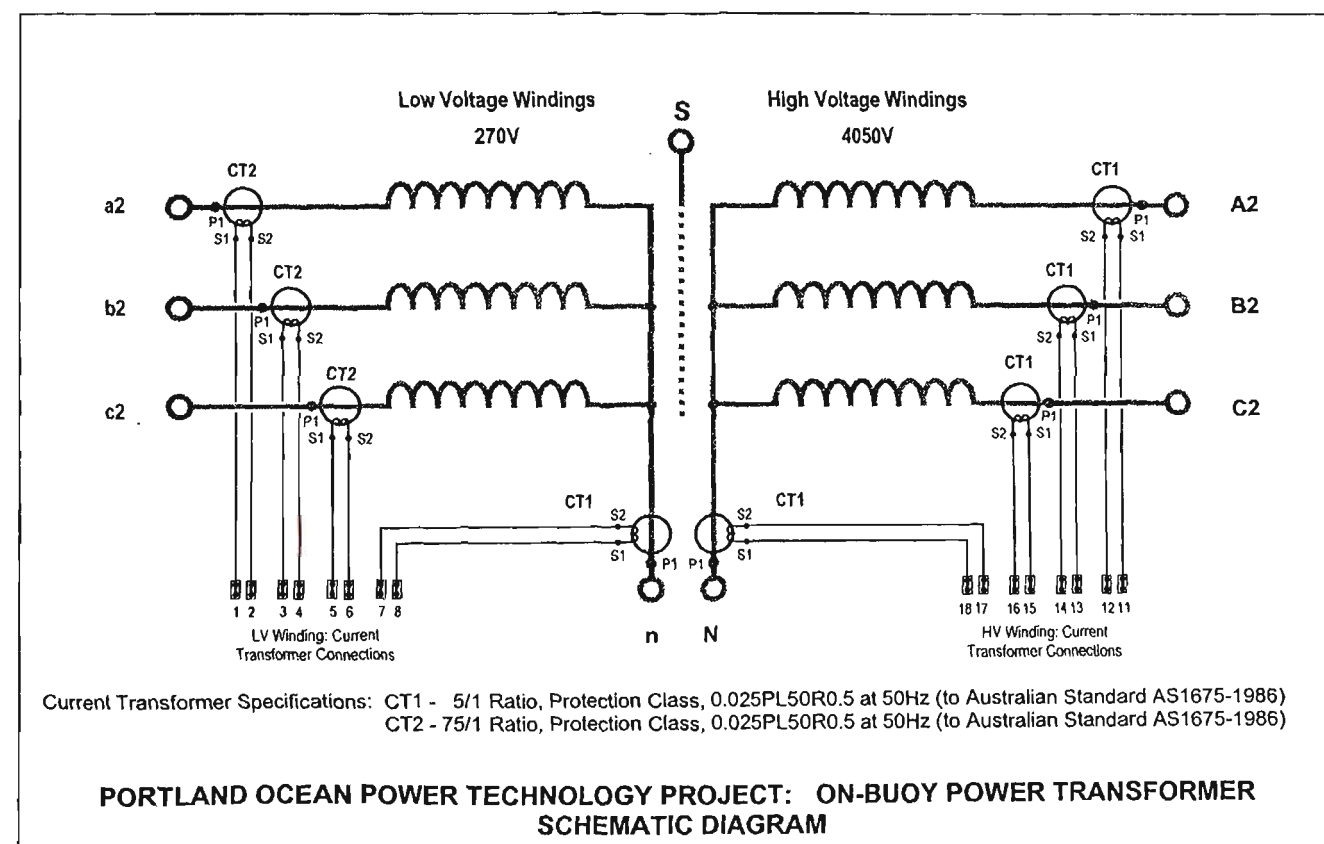 Low Voltage Windings
S
High Voltage Windings
270V
4050V
CT2
CT1
a2
P1
S1
S2
P1
S2
S1
A2
CT2
CT1
b2
P1
S1
S2
P1
S2
S1
B2
CT2
CT1
c2
P1
S1
S2
P1
S2
S1
C2
CT1
CT1
S2
S1
P1
S2
S1
P1
1 2 3 4 5 6 7 8
18 17 16 15 14 13 12 11
LV Winding: Current
Transformer Connections
n
N
HV Winding: Current
Transformer Connections
Current Transformer Specifications: CT1 - 5/1 Ratio, Protection Class, 0.025PL50R0.5 at 50Hz (to Australian Standard AS1675-1986)
CT2 - 75/1 Ratio, Protection Class, 0.025PL50R0.5 at 50Hz (to Australian Standard AS1675-1986)
PORTLAND OCEAN POWER TECHNOLOGY PROJECT: ON-BUOY POWER TRANSFORMER
SCHEMATIC DIAGRAM